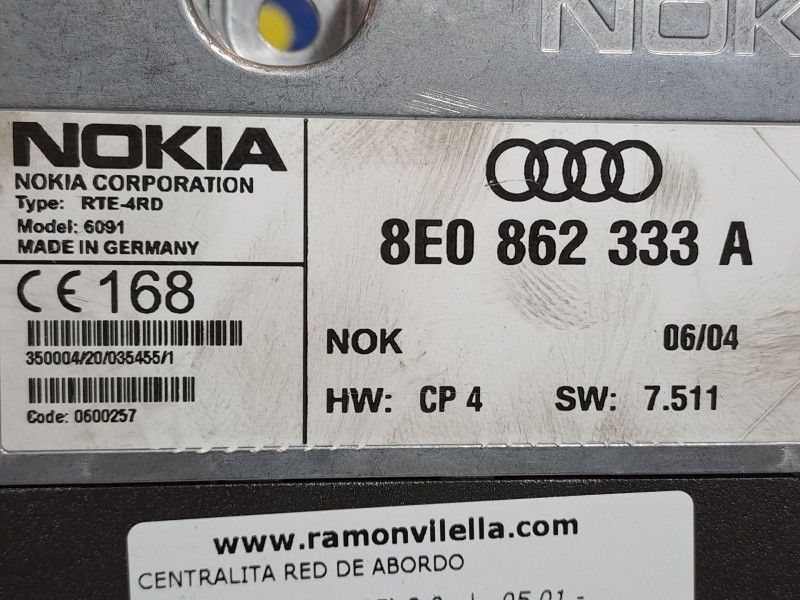 NOK
NOKIA
NOKIA CORPORATION
Type: RTE-4RD
Model: 6091
MADE IN GERMANY
CE 168
350004/20/035455/1
Code: 0600257
8E0 862 333 A
NOK 06/04
HW: CP 4 SW: 7.511
www.ramonvilella.com
CENTRALITA RED DE ABORDO
05.01 -